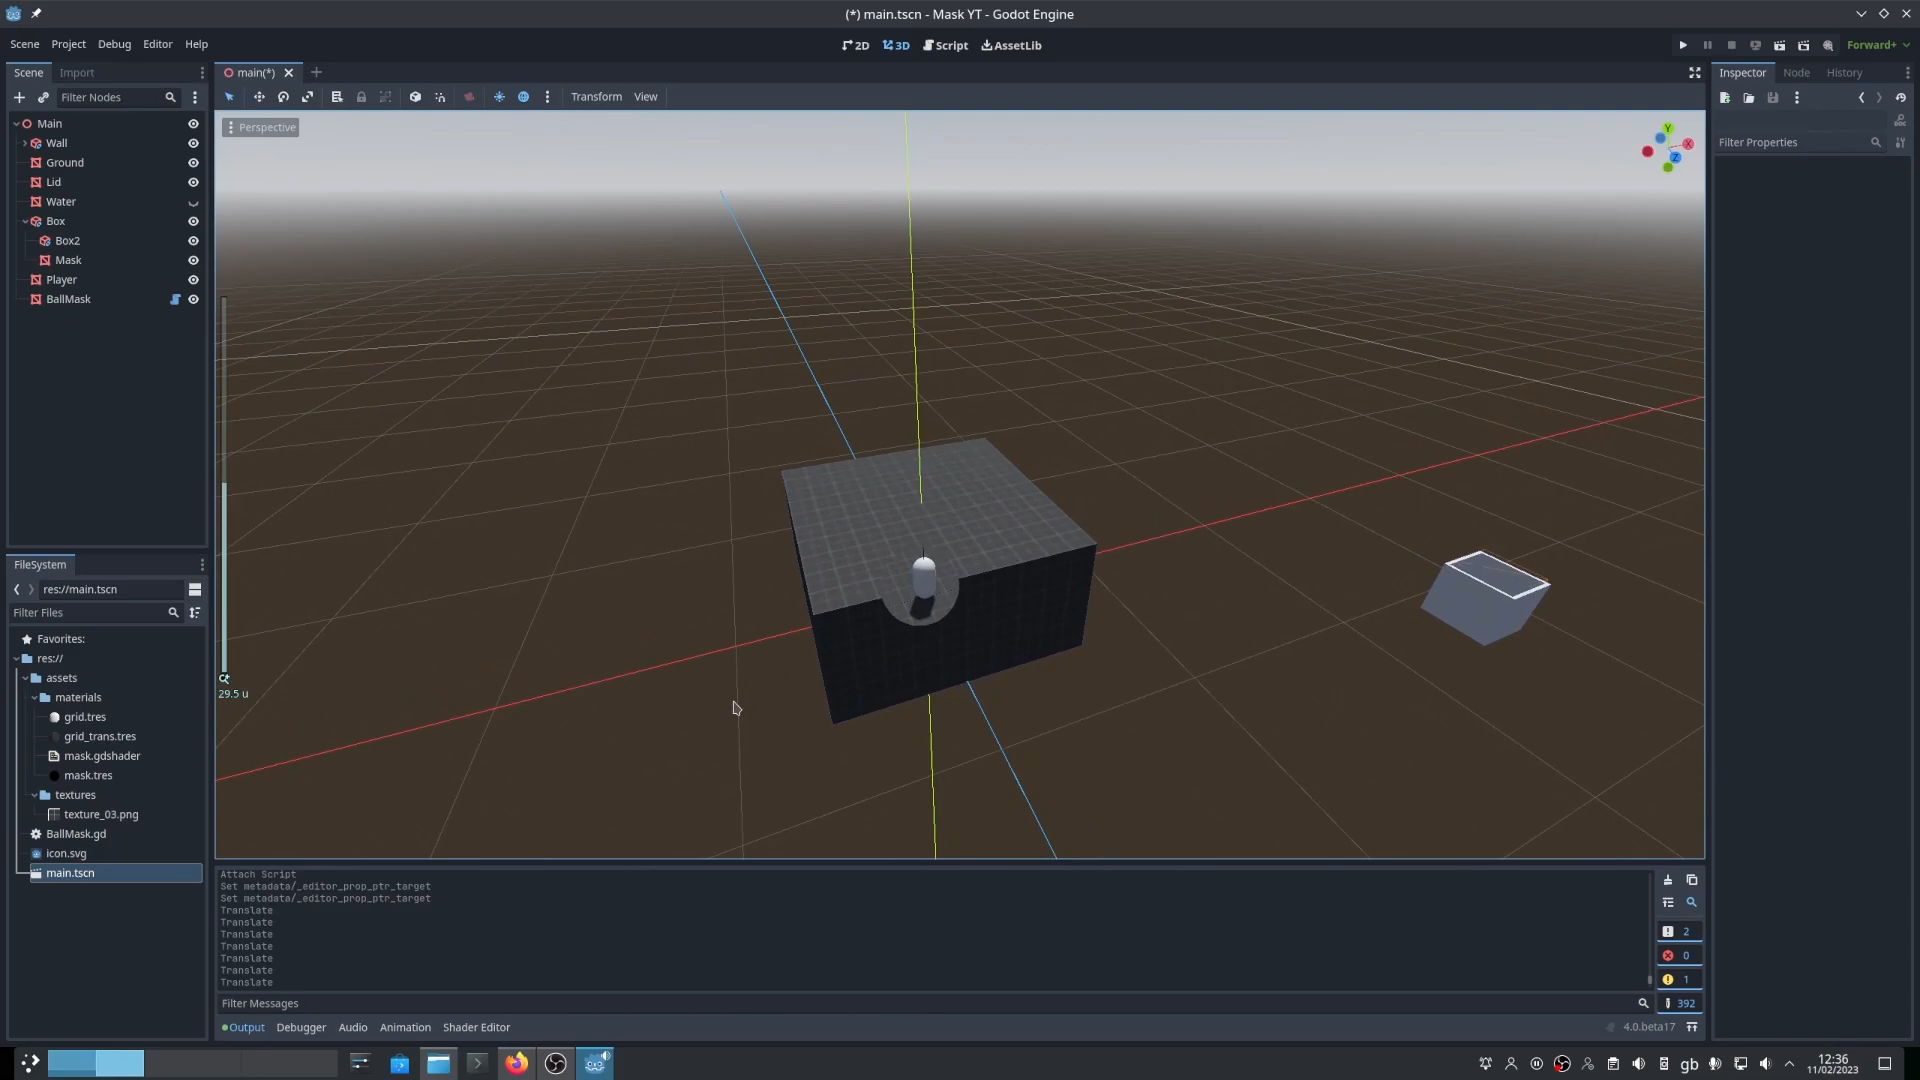 (*) main.tscn - Mask YT - Godot Engine
Scene Project Debug Editor Help
2D 3D Script AssetLib
Forward+
Scene Import
main(*)
Inspector Node History
Filter Nodes
Transform View
Main
Wall
Ground
Lid
Water
Box
Box2
Mask
Player
BallMask
Perspective
Y
X
Z
Filter Properties
29.5 u
FileSystem
res://main.tscn
Filter Files
Favorites:
res://
assets
materials
grid.tres
grid_trans.tres
mask.gdshader
mask.tres
textures
texture_03.png
BallMask.gd
icon.svg
main.tscn
Attach Script
Set metadata/_editor_prop_ptr_target
Set metadata/_editor_prop_ptr_target
Translate
Translate
Translate
Translate
Translate
Translate
Translate
2
0
1
392
Filter Messages
Output Debugger Audio Animation Shader Editor
4.0.beta17
gb
12:36
11/02/2023